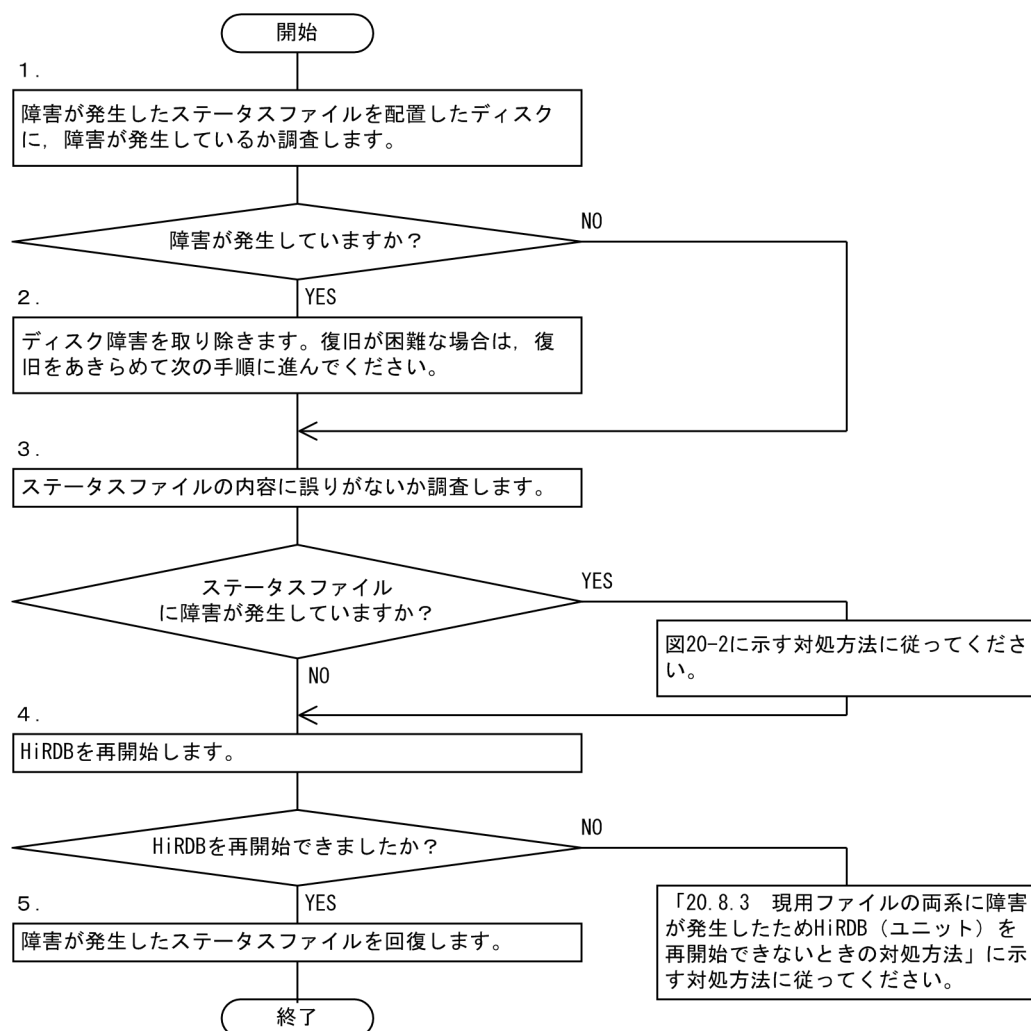 開始
1.
障害が発生したステータスファイルを配置したディスク
に，障害が発生しているか調査します。
障害が発生していますか？
NO
YES
2.
ディスク障害を取り除きます。復旧が困難な場合は，復
旧をあきらめて次の手順に進んでください。
3.
ステータスファイルの内容に誤りがないか調査します。
ステータスファイル
に障害が発生していますか？
YES
図20-2に示す対処方法に従ってくださ
い。
NO
4.
HiRDBを再開始します。
HiRDBを再開始できましたか？
NO
「20.8.3　現用ファイルの両系に障害
が発生したためHiRDB（ユニット）を
再開始できないときの対処方法」に示
す対処方法に従ってください。
YES
5.
障害が発生したステータスファイルを回復します。
終了